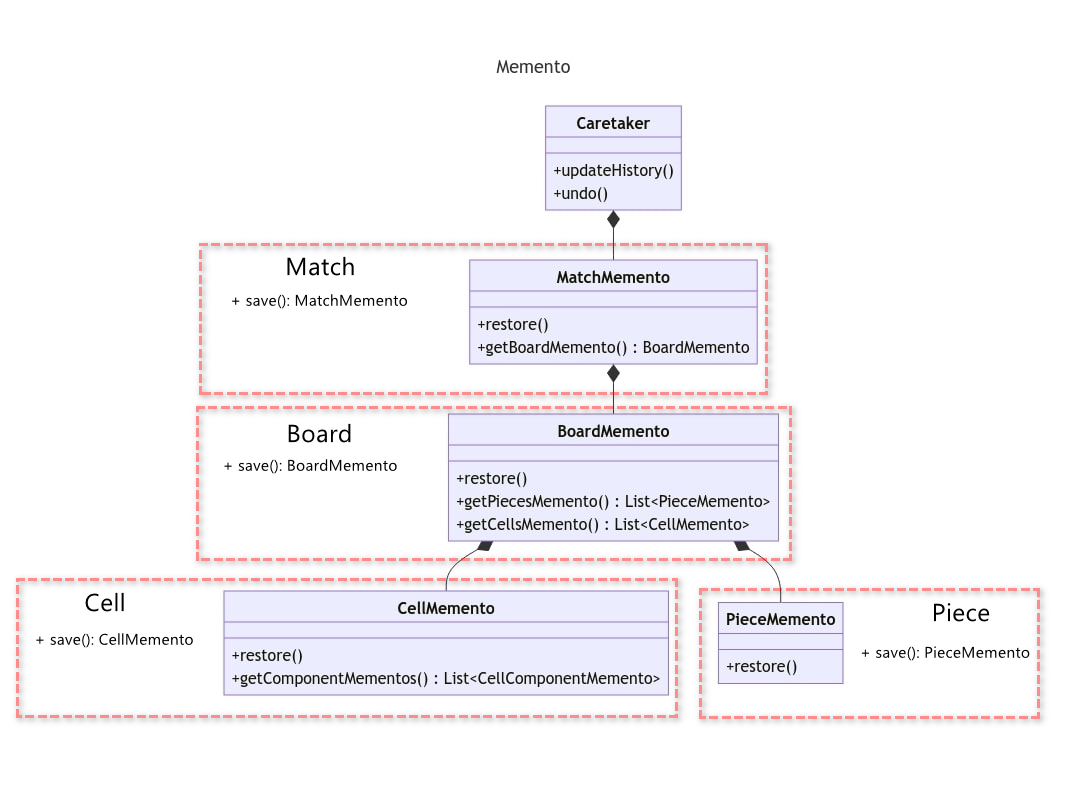 Memento
Caretaker
+updateHistory()
+undo()
Match
+ save(): MatchMemento
MatchMemento
+restore()
+getBoardMemento() : BoardMemento
Board
+ save(): BoardMemento
BoardMemento
+restore()
+getPiecesMemento() : List<PieceMemento>
+getCellsMemento() : List<CellMemento>
Cell
+ save(): CellMemento
CellMemento
+restore()
+getComponentMementos() : List<CellComponentMemento>
PieceMemento
+restore()
Piece
+ save(): PieceMemento